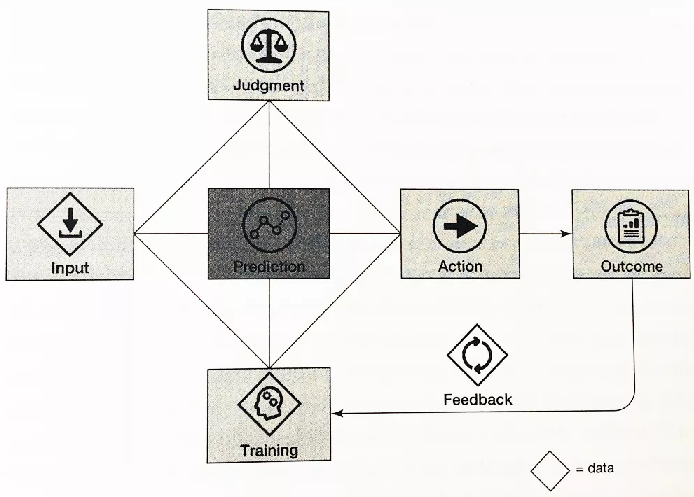 Judgment
Input
Prediction
Action
Outcome
Feedback
Training
= data